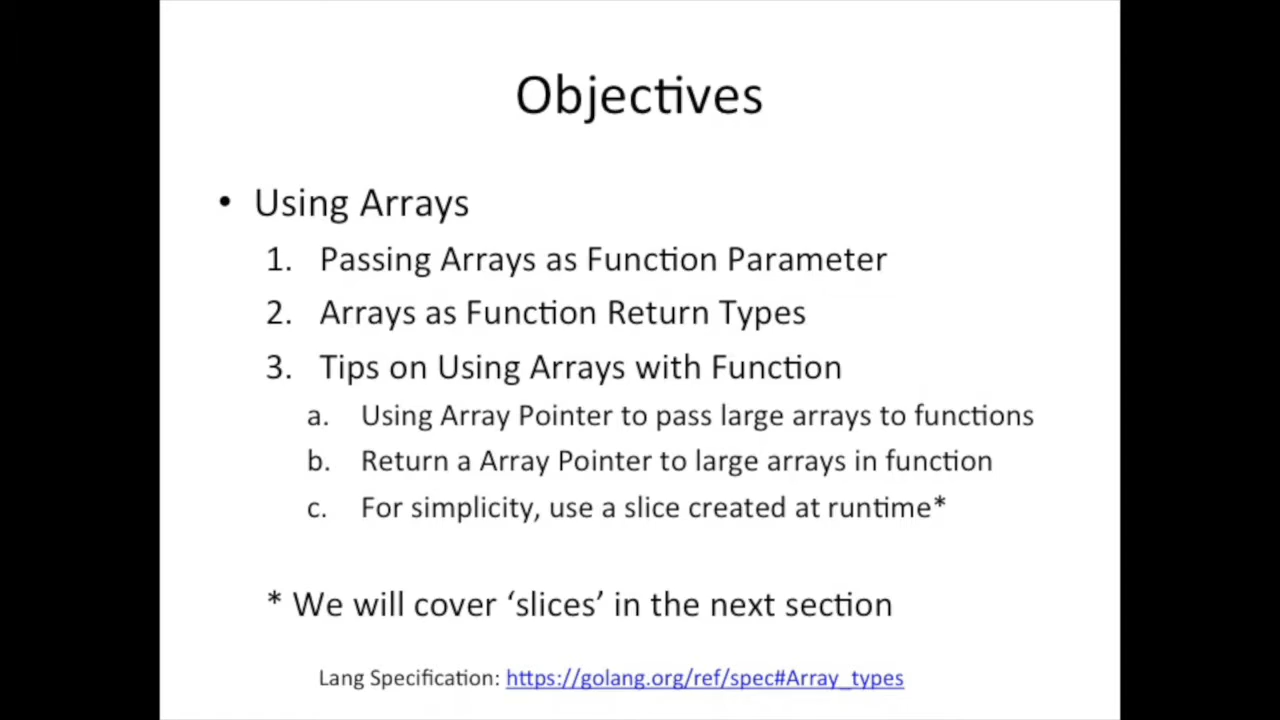 Objectives
• Using Arrays
1. Passing Arrays as Function Parameter
2. Arrays as Function Return Types
3. Tips on Using Arrays with Function
a. Using Array Pointer to pass large arrays to functions
b. Return a Array Pointer to large arrays in function
c. For simplicity, use a slice created at runtime*
* We will cover ‘slices’ in the next section
Lang Specification: https://golang.org/ref/spec#Array_types